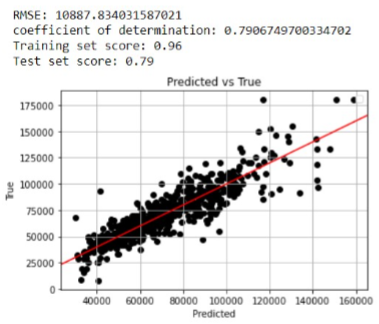 RMSE: 10887.834031587021
coefficient of determination: 0.7906749700334702
Training set score: 0.96
Test set score: 0.79
Predicted vs True
175000
150000
125000
100000
75000
50000
25000
0
True
40000 60000 80000 100000 120000 140000 160000
Predicted